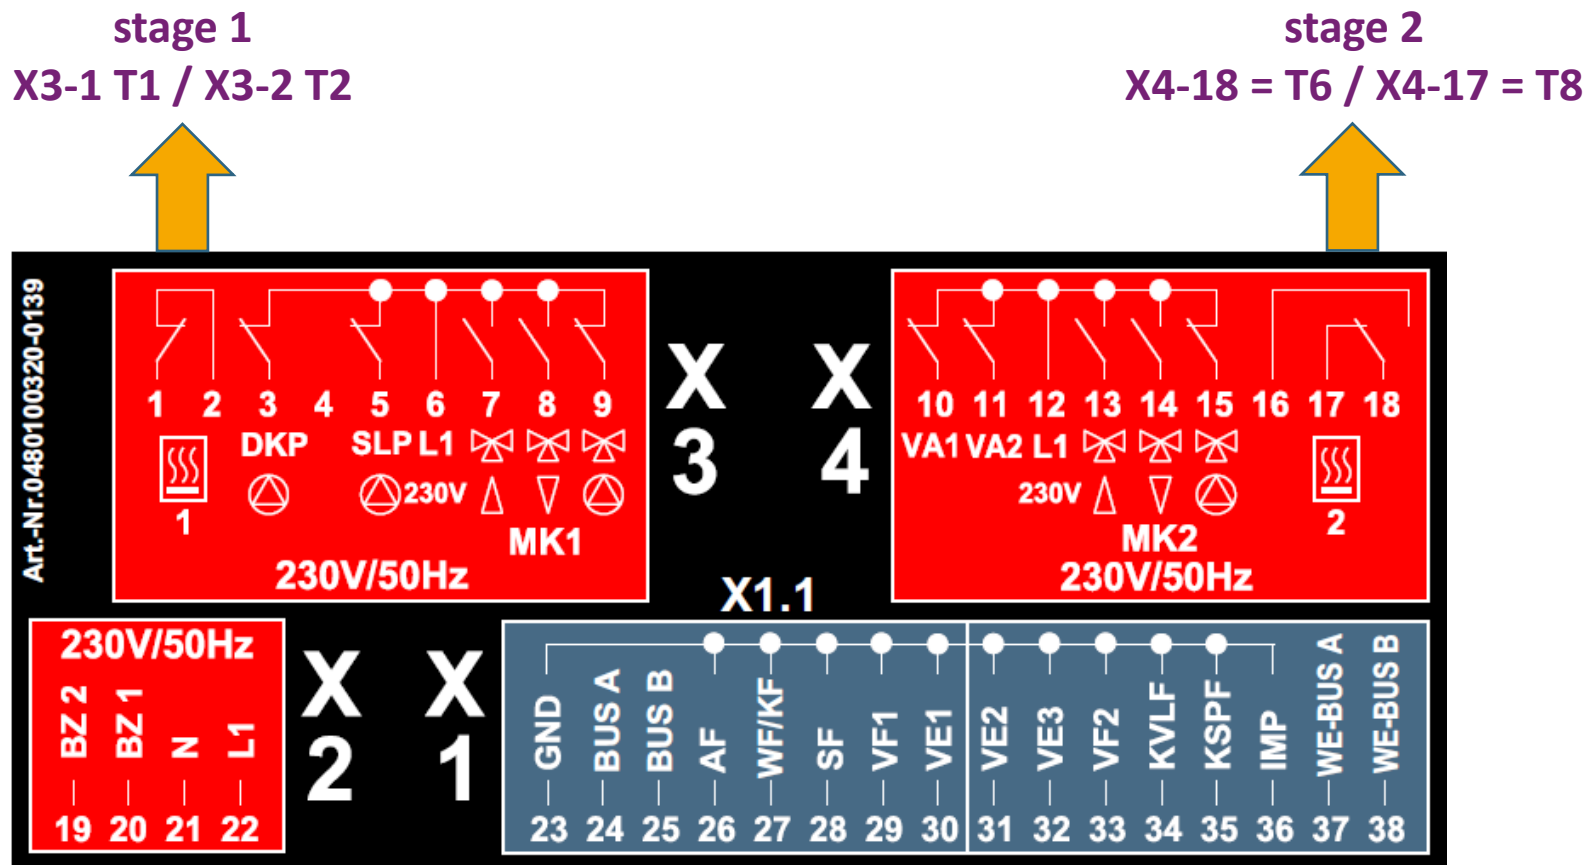 stage 1
X3-1 T1 / X3-2 T2
stage 2
X4-18 = T6 / X4-17 = T8
Art.-Nr.0480100320-0139
1 2 3 4 5 6 7 8 9
DKP SLP L1
230V
1
MK1
230V/50Hz
X 3
X 4
10 11 12 13 14 15 16 17 18
VA1 VA2 L1
230V
2
MK2
230V/50Hz
X1.1
230V/50Hz
BZ 2 BZ 1 N L1
19 20 21 22
X 2
X 1
GND BUS A BUS B AF WF/KF SF VF1 VE1 VE2 VE3 VF2 KVLF KSPF IMP WE-BUS A WE-BUS B
23 24 25 26 27 28 29 30 31 32 33 34 35 36 37 38